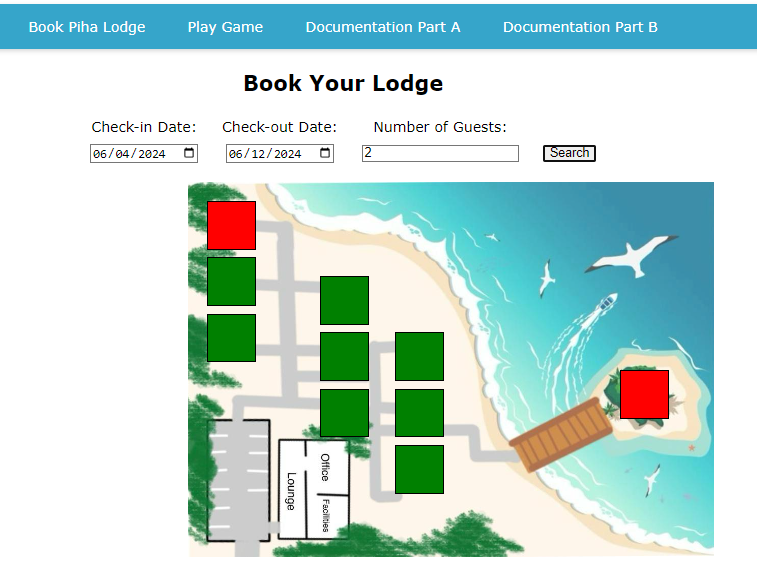 Book Piha Lodge Play Game Documentation Part A Documentation Part B
Book Your Lodge
Check-in Date: Check-out Date: Number of Guests:
06/04/2024 06/12/2024 2 Search
Office
Lounge
Facilities